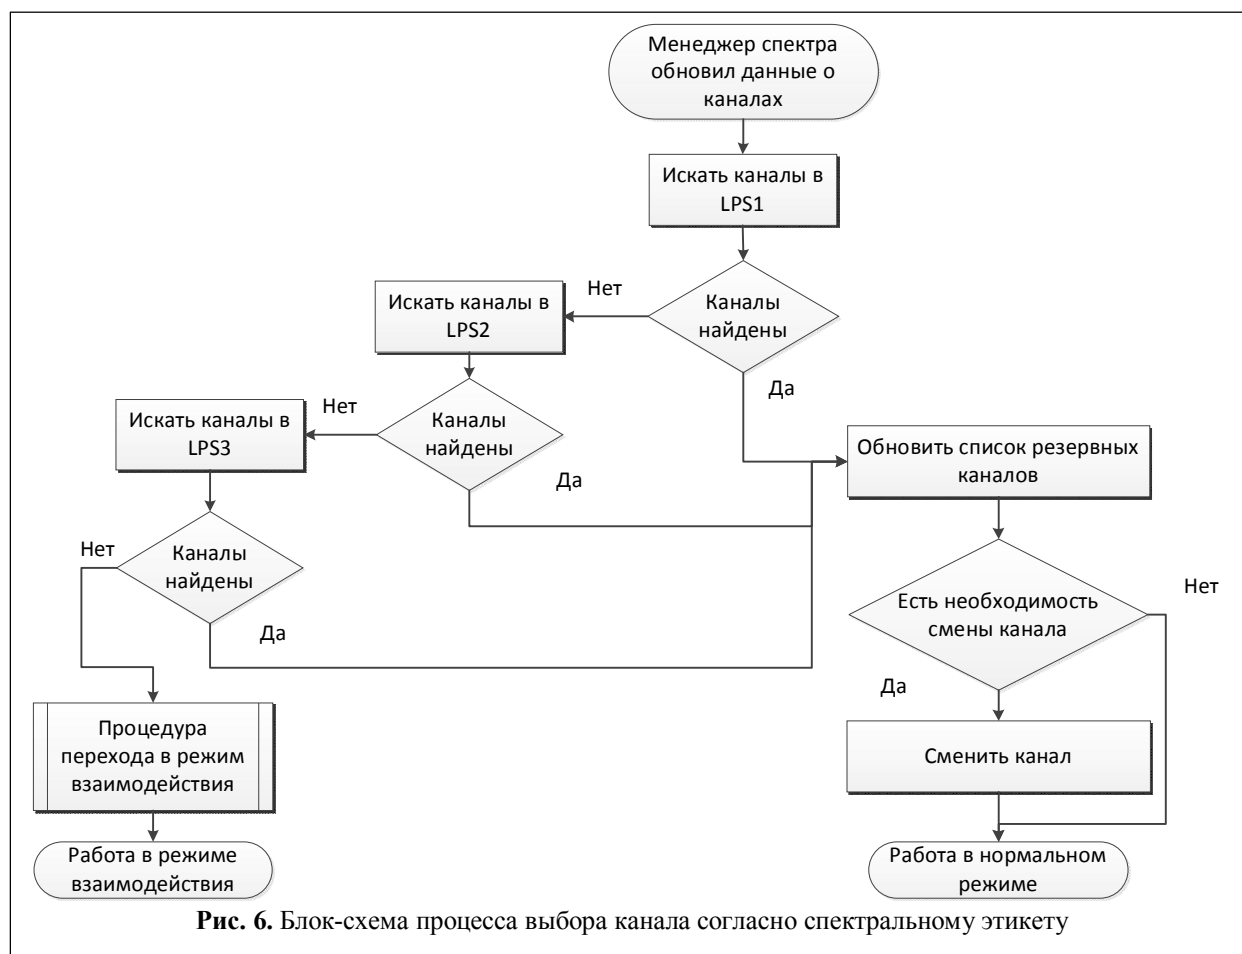 Менеджер спектра
обновил данные о
каналах
Искать каналы в
LPS1
Каналы
найдены
Нет
Да
Искать каналы в
LPS2
Каналы
найдены
Нет
Да
Искать каналы в
LPS3
Каналы
найдены
Нет
Да
Обновить список резервных
каналов
Есть необходимость
смены канала
Нет
Да
Сменить канал
Процедура
перехода в режим
взаимодействия
Работа в режиме
взаимодействия
Работа в нормальном
режиме
Рис. 6. Блок-схема процесса выбора канала согласно спектральному этикету